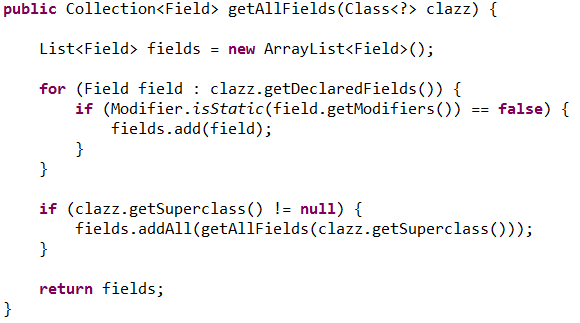 public Collection<Field> getAllFields(Class<?> clazz) {
List<Field> fields = new ArrayList<Field>();
for (Field field : clazz.getDeclaredFields()) {
if (Modifier.isStatic(field.getModifiers()) == false) {
fields.add(field);
}
}
if (clazz.getSuperclass() != null) {
fields.addAll(getAllFields(clazz.getSuperclass()));
}
return fields;
}